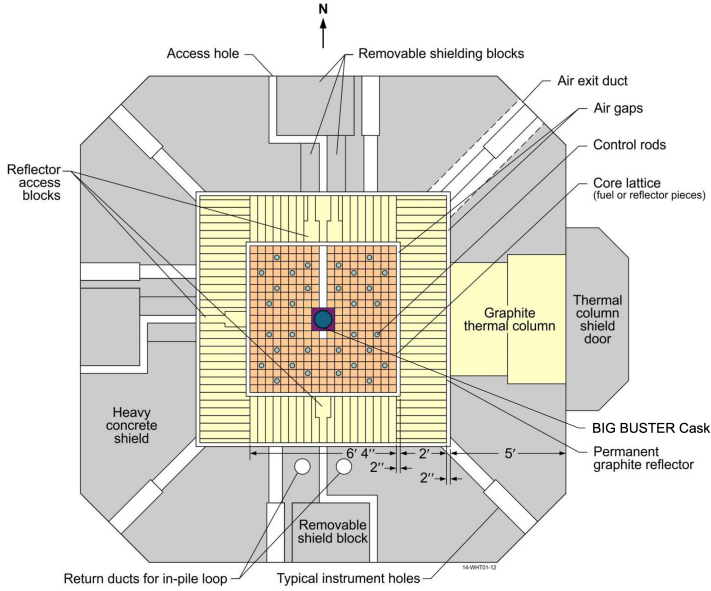 N
Access hole
Removable shielding blocks
Air exit duct
Air gaps
Control rods
Core lattice
(fuel or reflector pieces)
Reflector
access
blocks
Graphite
thermal column
Thermal
column
shield
door
Heavy
concrete
shield
BIG BUSTER Cask
Permanent
graphite reflector
6′ 4′′
2′
5′
2′′
2′′
Removable
shield block
14-WHT01-12
Return ducts for in-pile loop
Typical instrument holes